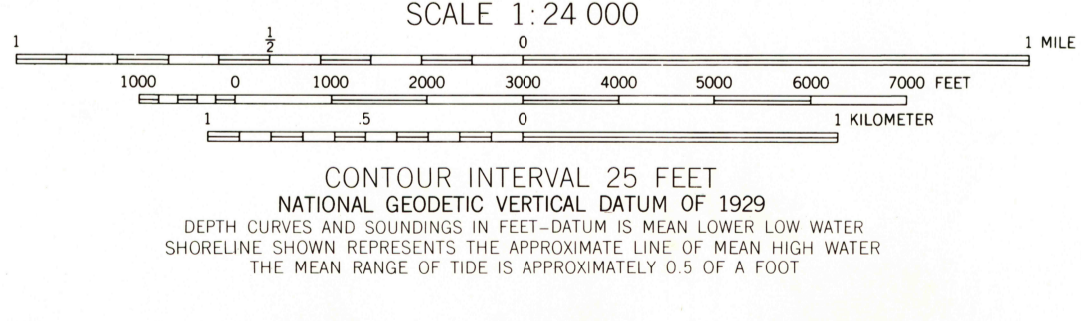 SCALE 1:24 000
1 ½ 0 1 MILE
1000 0 1000 2000 3000 4000 5000 6000 7000 FEET
1 .5 0 1 KILOMETER
CONTOUR INTERVAL 25 FEET
NATIONAL GEODETIC VERTICAL DATUM OF 1929
DEPTH CURVES AND SOUNDINGS IN FEET—DATUM IS MEAN LOWER LOW WATER
SHORELINE SHOWN REPRESENTS THE APPROXIMATE LINE OF MEAN HIGH WATER
THE MEAN RANGE OF TIDE IS APPROXIMATELY 0.5 OF A FOOT